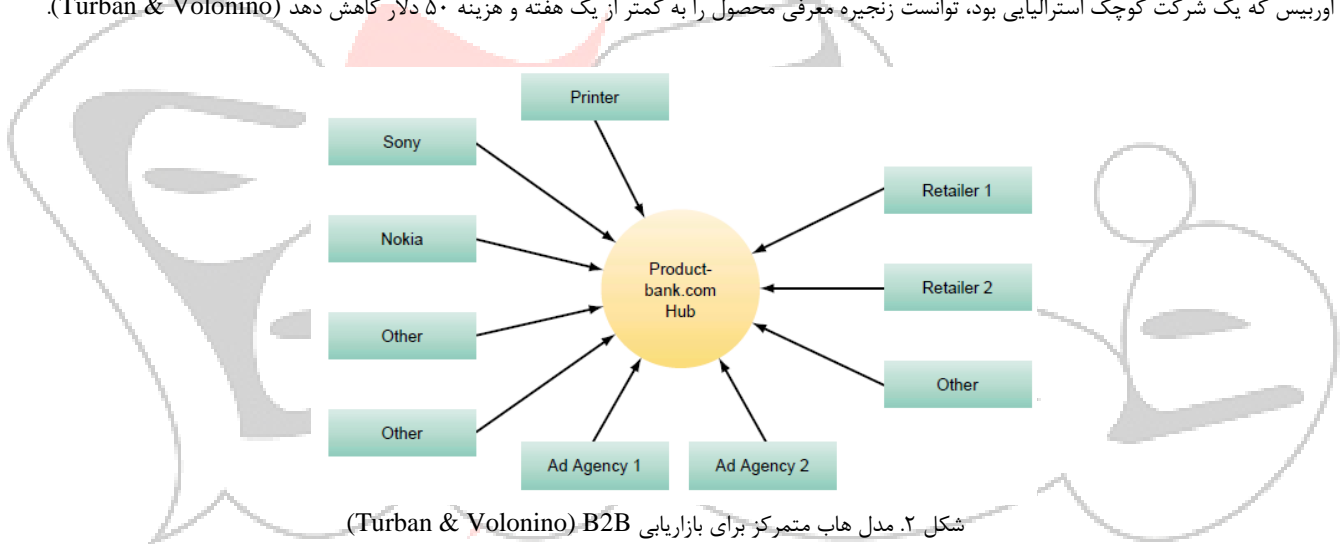 اوربیس که یک شرکت کوچک استرالیایی بود، توانست زنجیره معرفی محصول را به کمتر از یک هفته و هزینه ۵۰ دلار کاهش دهد (Turban & Volonino).
Printer
Sony
Nokia
Other
Other
Product-
bank.com
Hub
Retailer 1
Retailer 2
Other
Ad Agency 1
Ad Agency 2
شکل ۲. مدل هاب متمرکز برای بازاریابی B2B (Turban & Volonino)